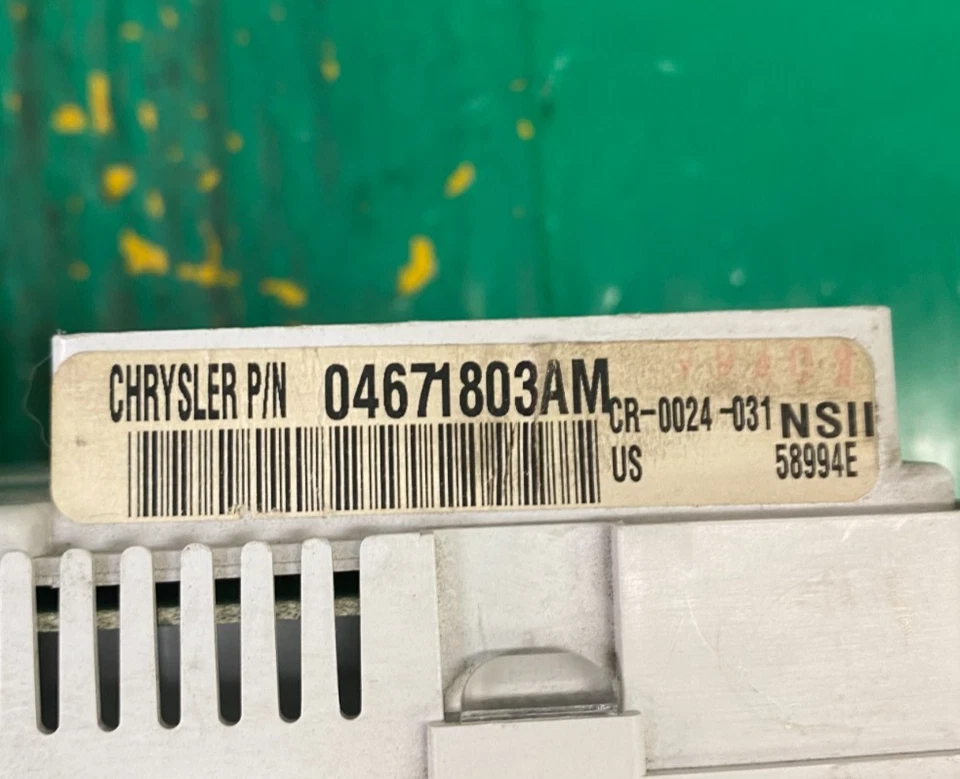 CHRYSLER P/N 04671803AM
CR-0024-031 NSII
US 58994E